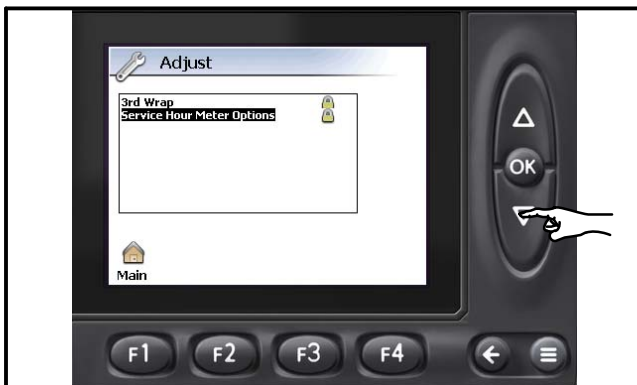 Adjust
3rd Wrap
Service Hour Meter Options
Main
OK
F1 F2 F3 F4